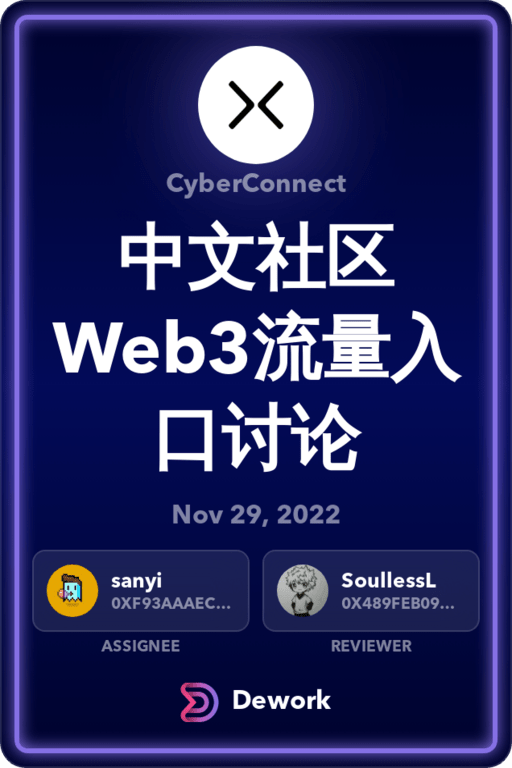 CyberConnect
中文社区
Web3流量入
口讨论
Nov 29, 2022
sanyi
0XF93AAAEC...
ASSIGNEE
SoullessL
0X489FEB09...
REVIEWER
Dework